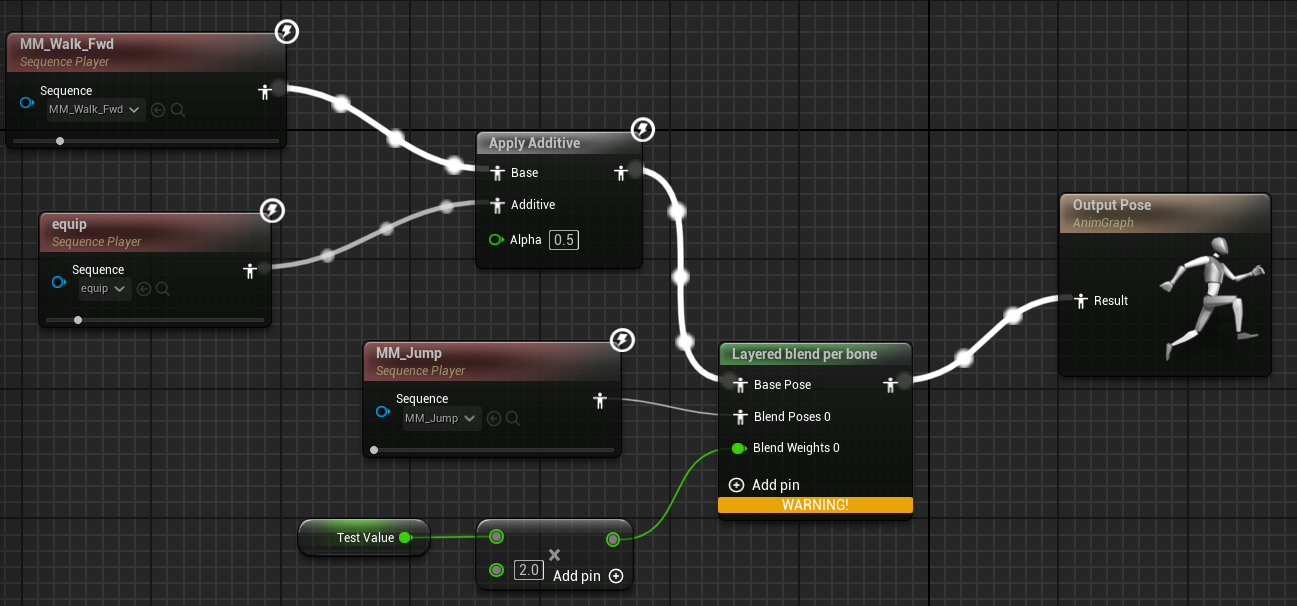 MM_Walk_Fwd
Sequence Player
Sequence
MM_Walk_Fwd
equip
Sequence Player
Sequence
equip
Apply Additive
Base
Additive
Alpha 0.5
MM_Jump
Sequence Player
Sequence
MM_Jump
Test Value
2.0
Add pin
Layered blend per bone
Base Pose
Blend Poses 0
Blend Weights 0
Add pin
WARNING!
Output Pose
AnimGraph
Result